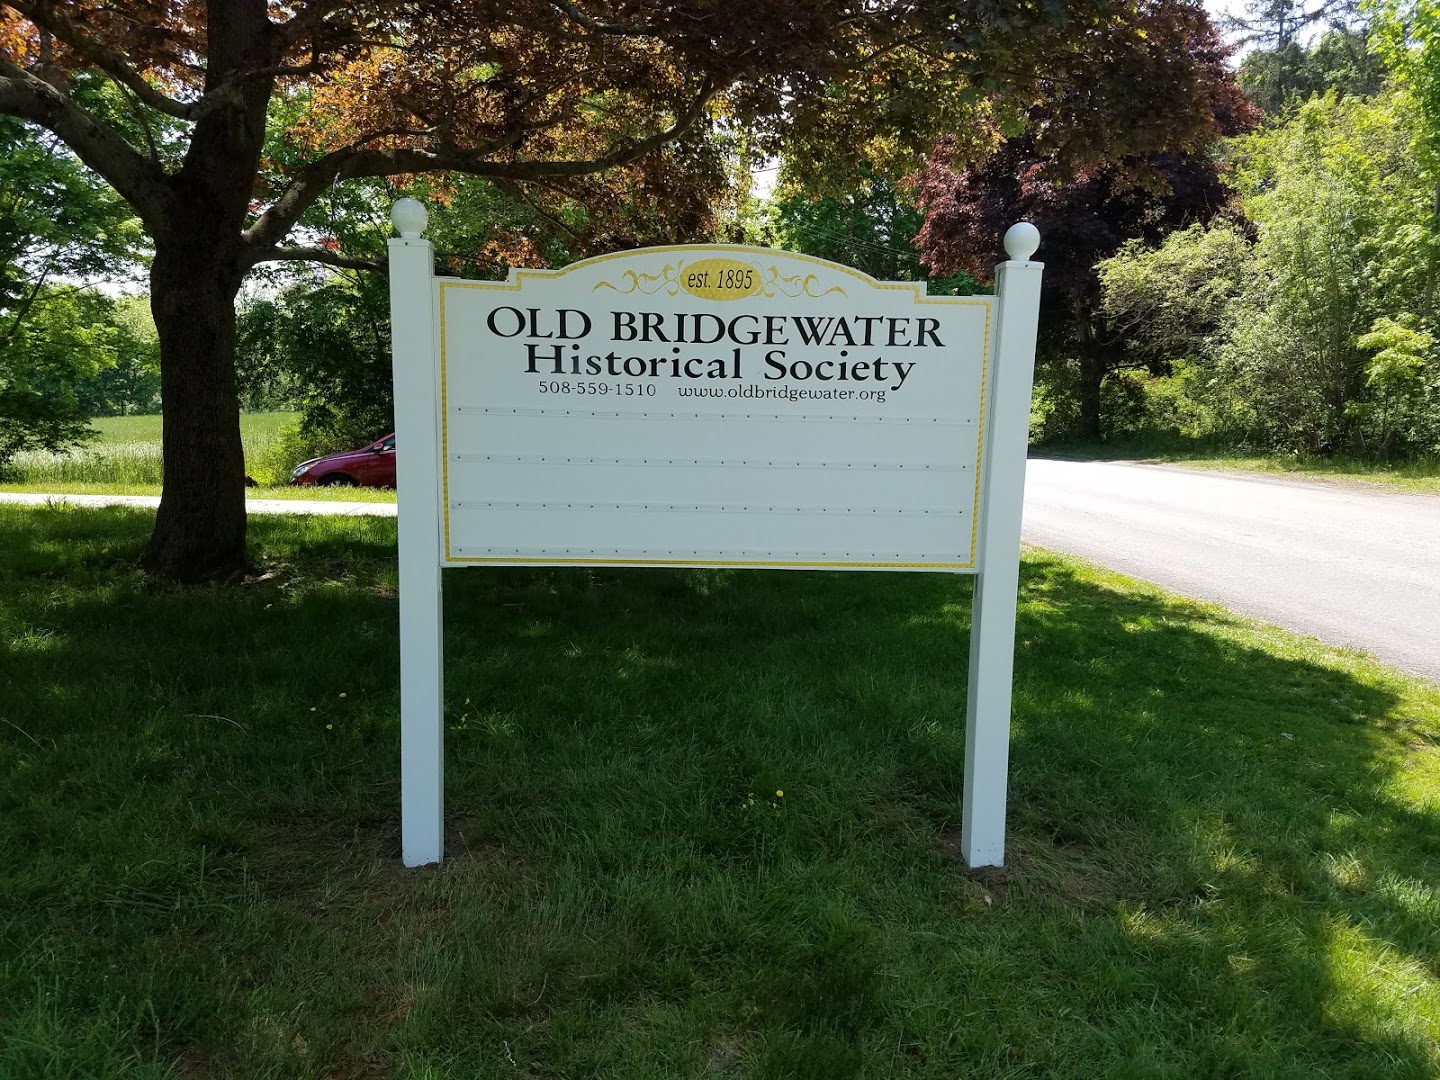 est. 1895
OLD BRIDGEWATER
Historical Society
508-559-1510 www.oldbridgewater.org